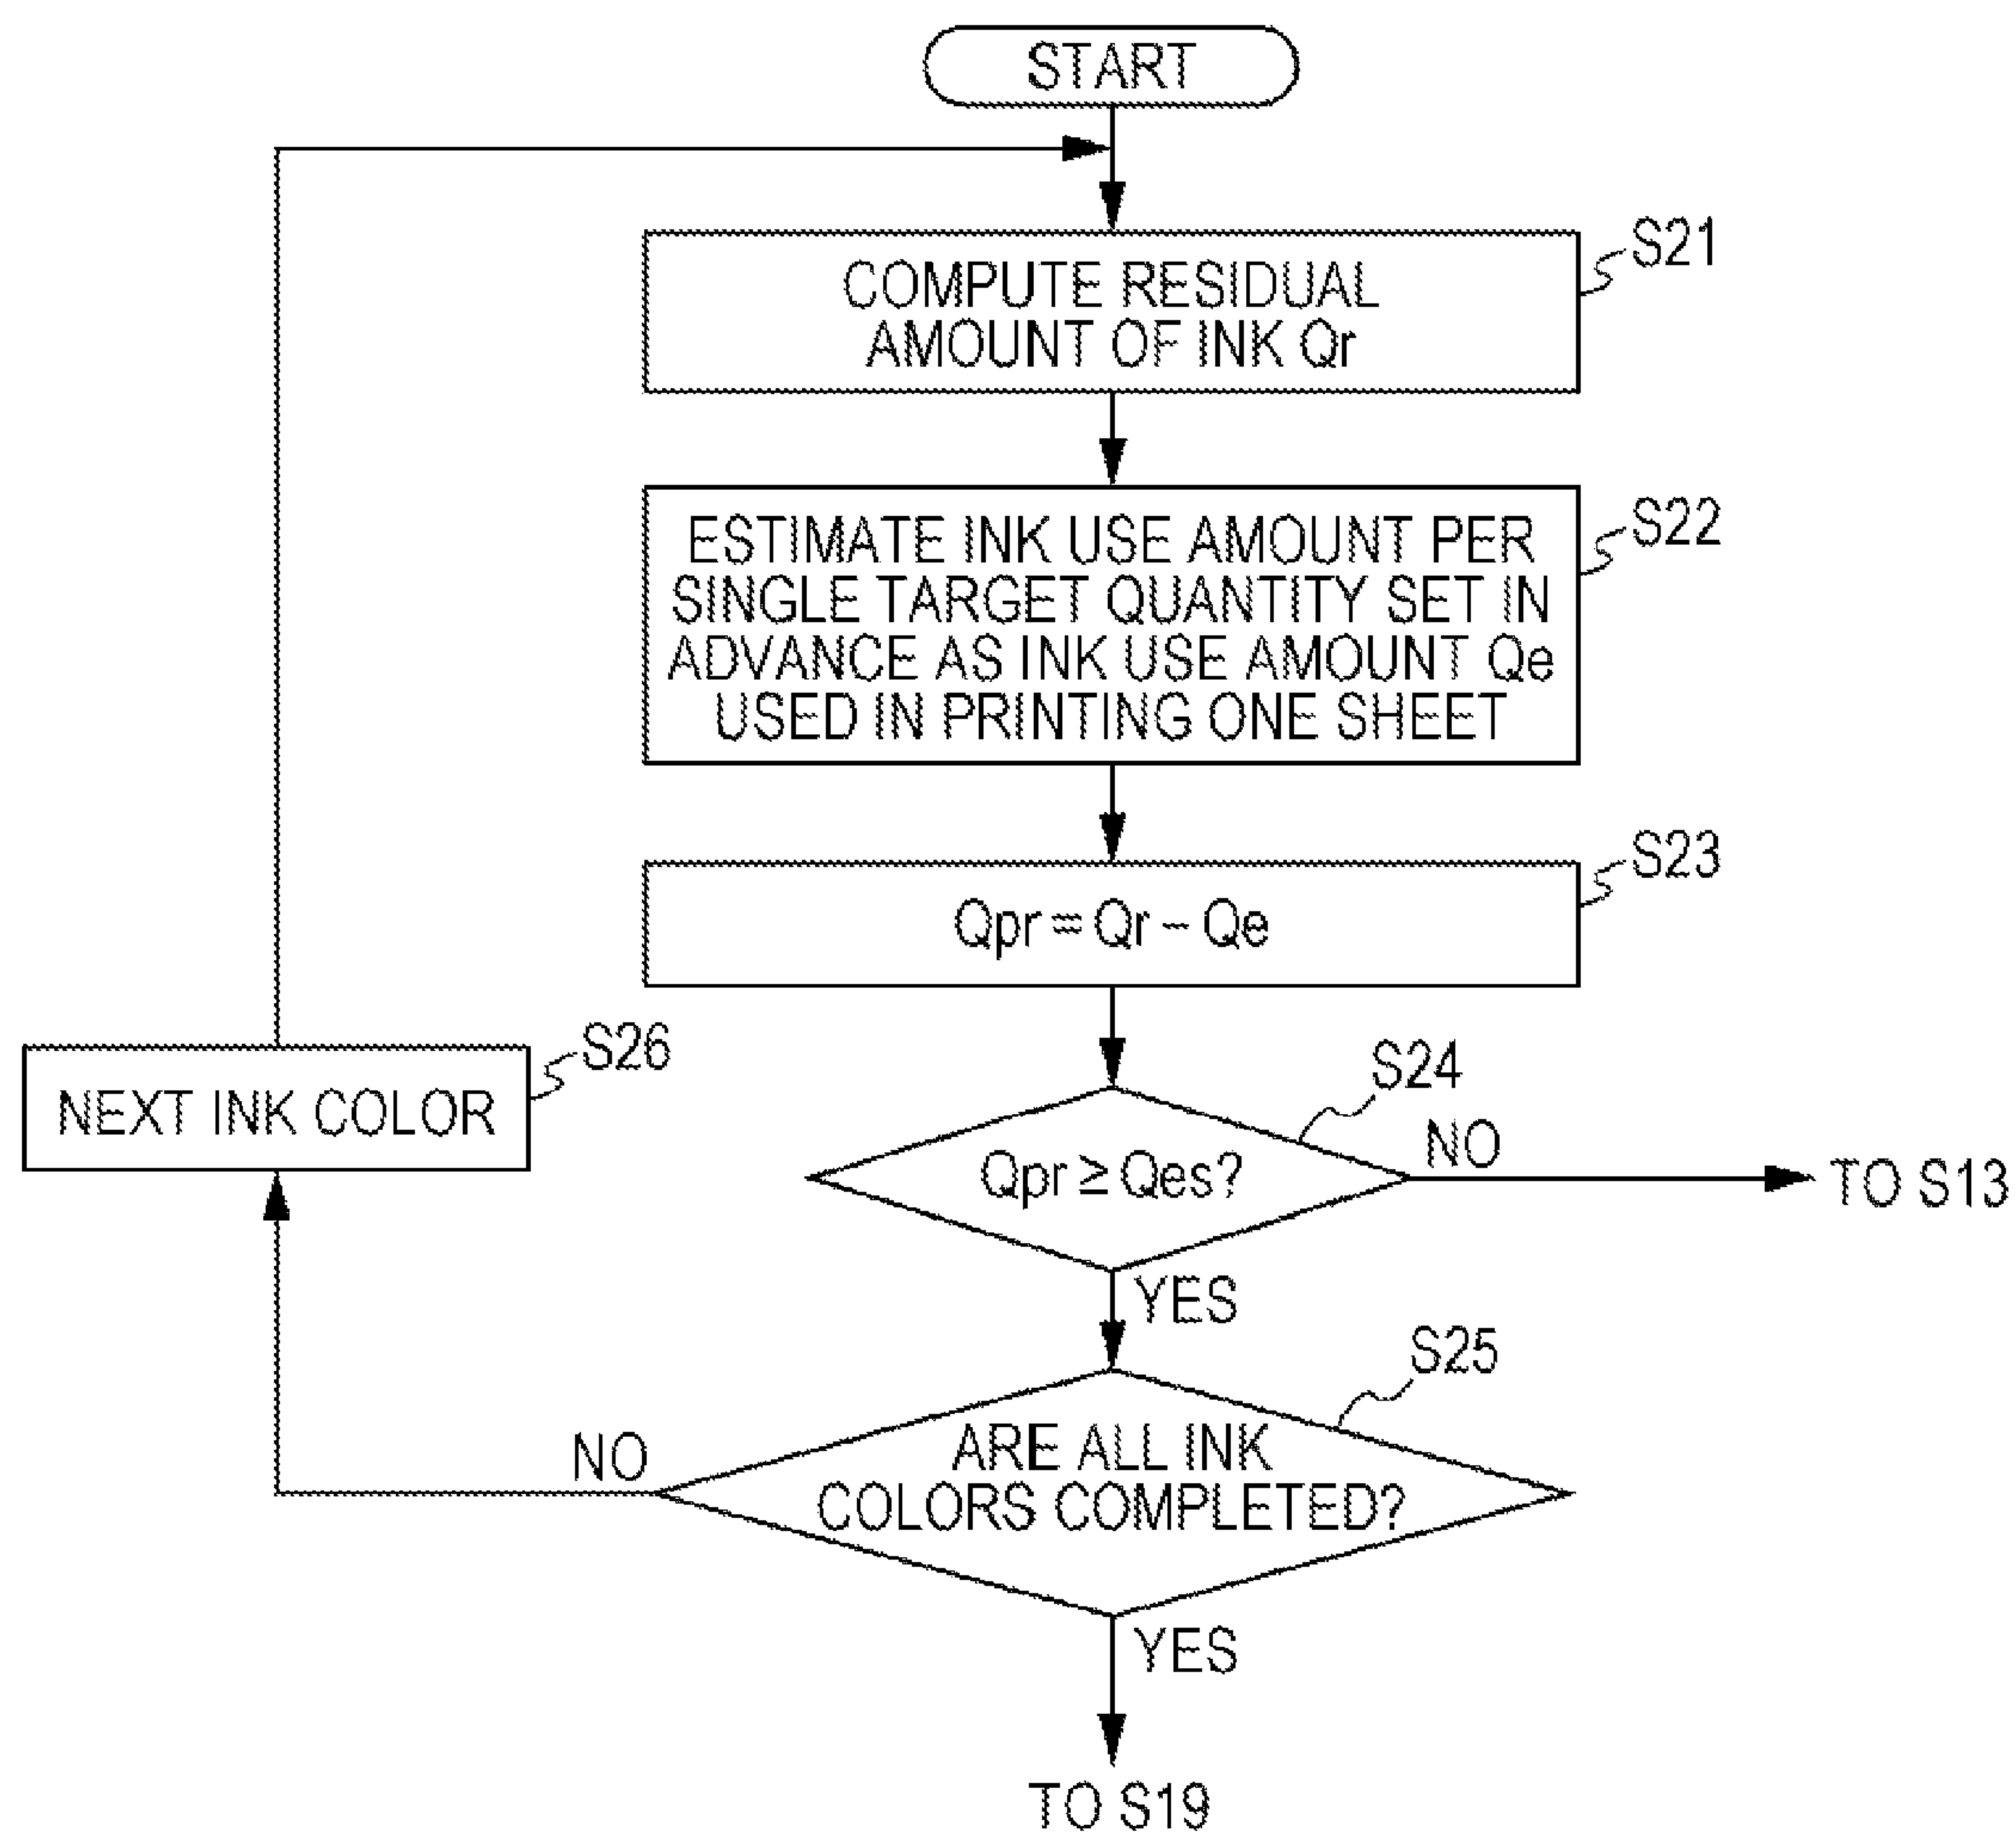 START
S21
COMPUTE RESIDUAL
AMOUNT OF INK Qr
S22
ESTIMATE INK USE AMOUNT PER
SINGLE TARGET QUANTITY SET IN
ADVANCE AS INK USE AMOUNT Qe
USED IN PRINTING ONE SHEET
S23
Qpr = Qr – Qe
S26
NEXT INK COLOR
S24
Qpr ≥ Qes?
NO
TO S13
YES
S25
ARE ALL INK
COLORS COMPLETED?
NO
YES
TO S19